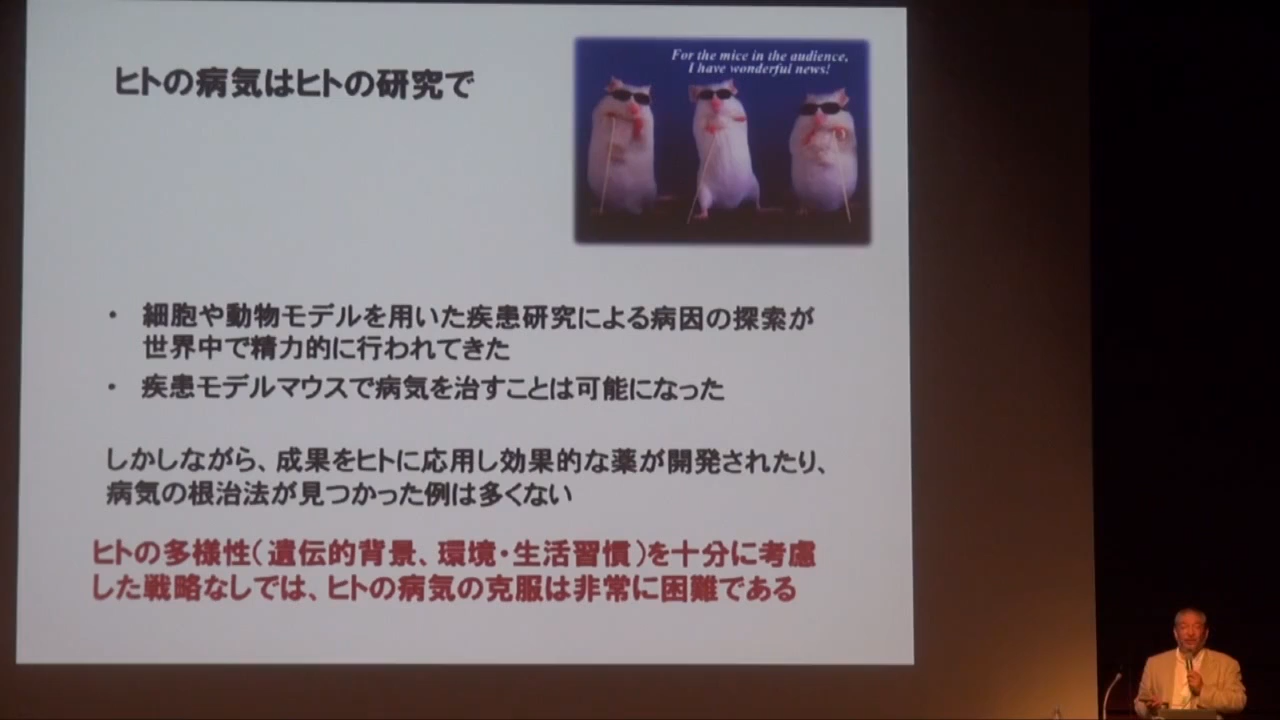 ヒトの病気はヒトの研究で
For the mice in the audience,
I have wonderful news!
・ 細胞や動物モデルを用いた疾患研究による病因の探索が
世界中で精力的に行われてきた
・ 疾患モデルマウスで病気を治すことは可能になった
しかしながら、成果をヒトに応用し効果的な薬が開発されたり、
病気の根治法が見つかった例は多くない
ヒトの多様性(遺伝的背景、環境・生活習慣)を十分に考慮
した戦略なしでは、ヒトの病気の克服は非常に困難である